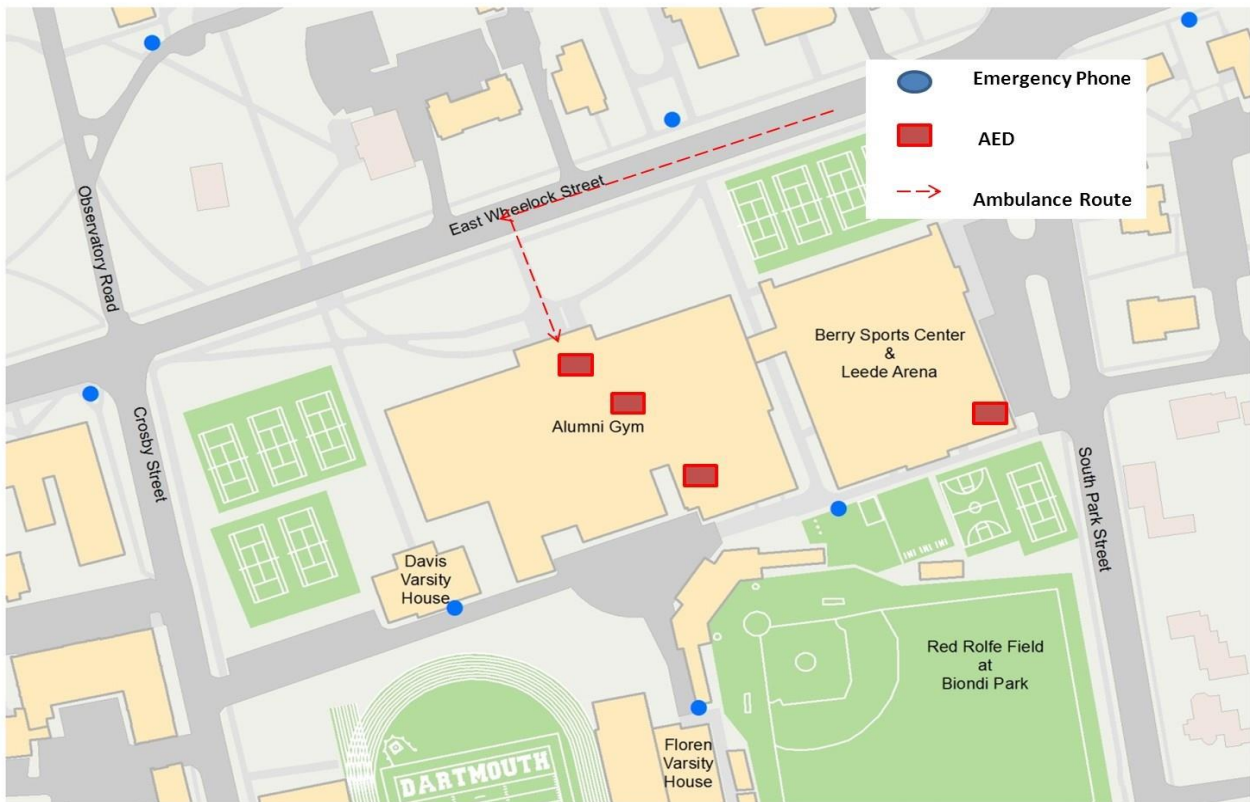 Emergency Phone
AED
Ambulance Route
East Wheelock Street
Observatory Road
Berry Sports Center
&
Leede Arena
Alumni Gym
Crosby Street
South Park Street
Davis
Varsity
House
Red Rolfe Field
at
Biondi Park
Floren
Varsity
House
DARTMOUTH